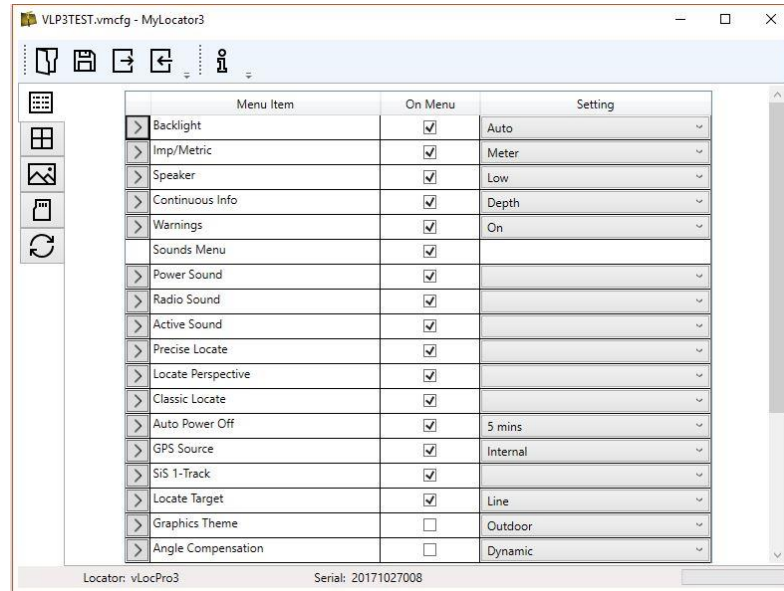 VLP3TEST.vmcfg - MyLocator3
Menu Item On Menu Setting
Backlight Auto
Imp/Metric Meter
Speaker Low
Continuous Info Depth
Warnings On
Sounds Menu
Power Sound
Radio Sound
Active Sound
Precise Locate
Locate Perspective
Classic Locate
Auto Power Off 5 mins
GPS Source Internal
SiS 1-Track
Locate Target Line
Graphics Theme Outdoor
Angle Compensation Dynamic
Locator: vLocPro3 Serial: 20171027008